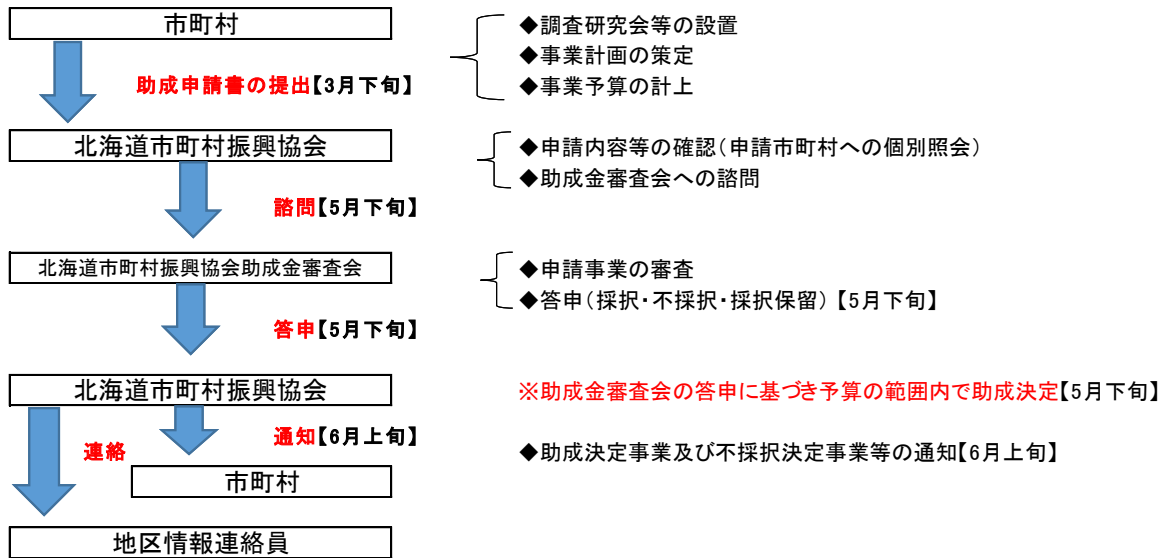 市町村
◆調査研究会等の設置
◆事業計画の策定
助成申請書の提出【3月下旬】
◆事業予算の計上
北海道市町村振興協会
◆申請内容等の確認（申請市町村への個別照会）
◆助成金審査会への諮問
諮問【5月下旬】
北海道市町村振興協会助成金審査会
◆申請事業の審査
◆答申（採択・不採択・採択保留）【5月下旬】
答申【5月下旬】
北海道市町村振興協会
※助成金審査会の答申に基づき予算の範囲内で助成決定【5月下旬】
通知【6月上旬】
連絡
◆助成決定事業及び不採択決定事業等の通知【6月上旬】
市町村
地区情報連絡員